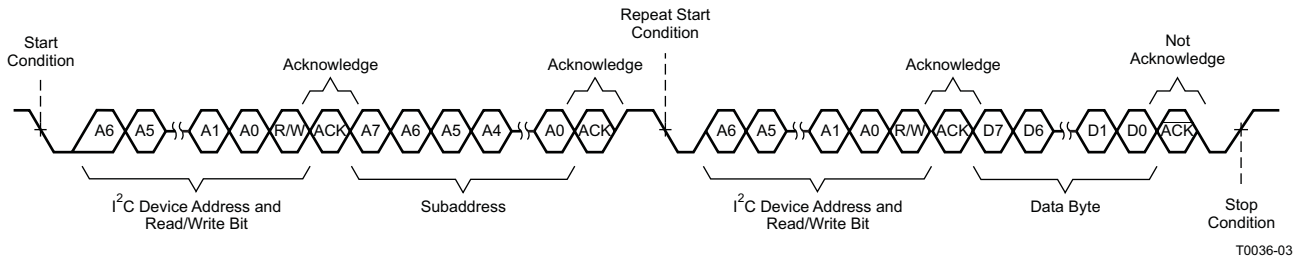 Repeat Start
Condition
Start
Condition
Not
Acknowledge
Acknowledge
Acknowledge
Acknowledge
A6 A5 A1 A0 R/W ACK A7 A6 A5 A4 A0 ACK A6 A5 A1 A0 R/W ACK D7 D6 D1 D0 ACK
I²C Device Address and
Read/Write Bit
Subaddress
I²C Device Address and
Read/Write Bit
Data Byte
Stop
Condition
T0036-03